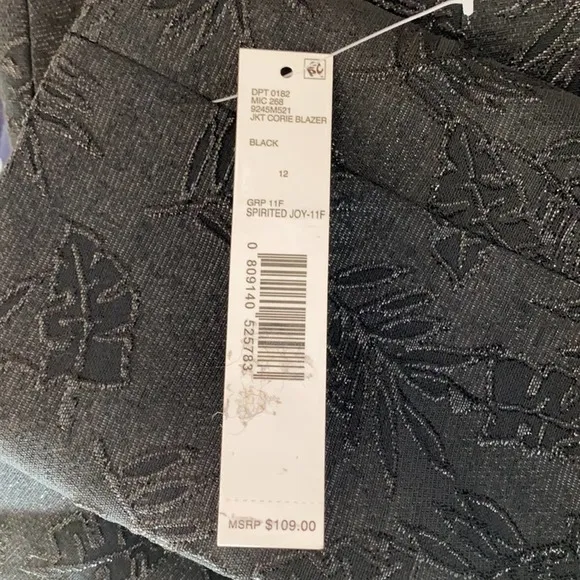 DPT 0182
MIC 268
9245M521
JKT CORIE BLAZER
BLACK
12
GRP 11F
SPIRITED JOY-11F
0 809140 525783
MSRP $109.00